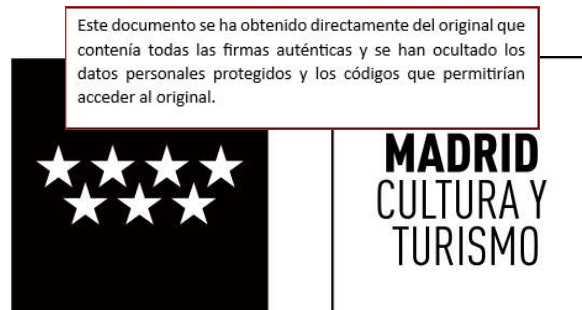 Este documento se ha obtenido directamente del original que
contenía todas las firmas auténticas y se han ocultado los
datos personales protegidos y los códigos que permitirían
acceder al original.
MADRID
CULTURA Y
TURISMO